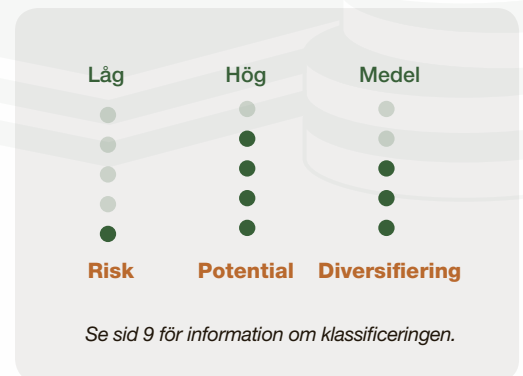 Låg Hög Medel
Risk Potential Diversifiering
Se sid 9 för information om klassificeringen.